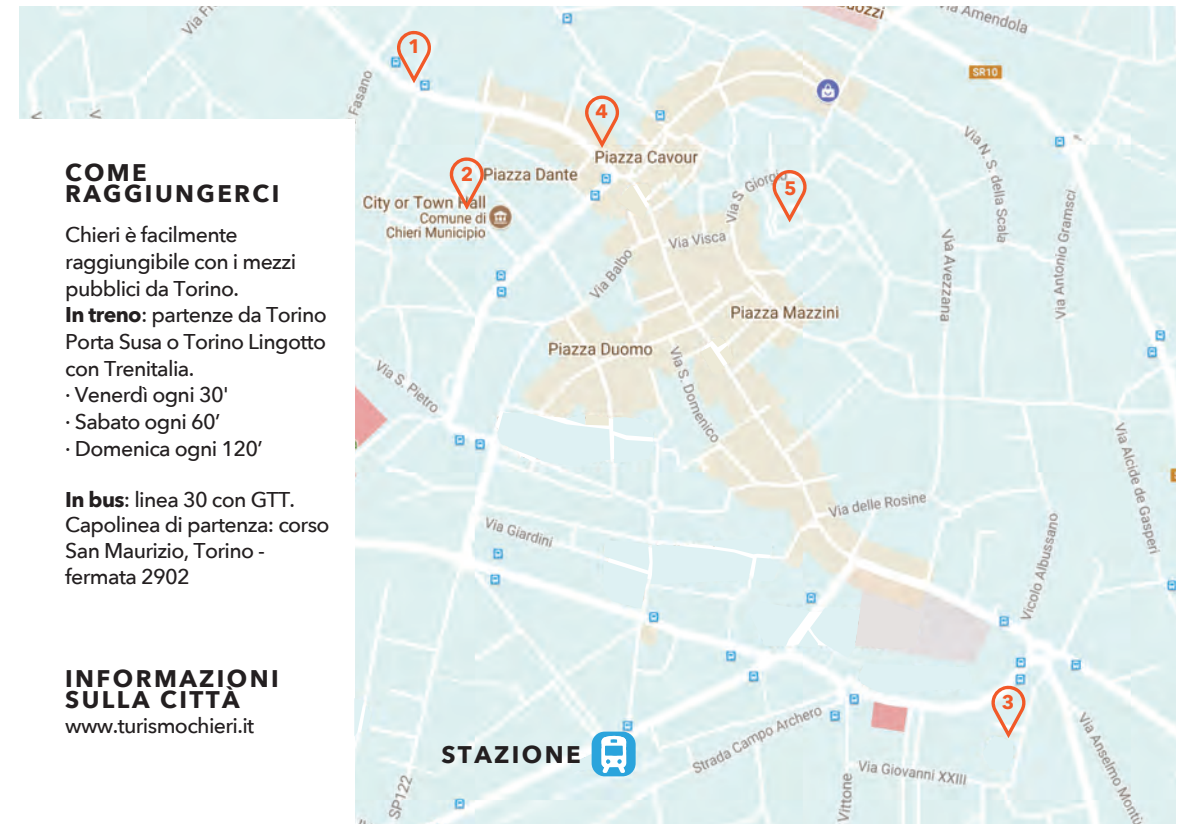 COME
RAGGIUNGERCI
Chieri è facilmente
raggiungibile con i mezzi
pubblici da Torino.
In treno: partenze da Torino
Porta Susa o Torino Lingotto
con Trenitalia.
· Venerdì ogni 30'
· Sabato ogni 60’
· Domenica ogni 120’
In bus: linea 30 con GTT.
Capolinea di partenza: corso
San Maurizio, Torino -
fermata 2902
INFORMAZIONI
SULLA CITTÀ
www.turismochieri.it
Via Amendola
SR10
Fasano
1
4
Piazza Cavour
2
Piazza Dante
City or Town Hall
Comune di
Chieri Municipio
5
Via S. Giorgio
Via Visca
Via Balbo
Via N. S. della Scala
Via Antonio Gramsci
Via Avezzana
Piazza Mazzini
Piazza Duomo
Via S. Pietro
Via S. Domenico
Via Alcide de Gasperi
Via delle Rosine
Via Giardini
Vicolo Albussano
3
STAZIONE
Strada Campo Archero
Via Giovanni XXIII
Vittone
SP122
Via Anselmo Montù